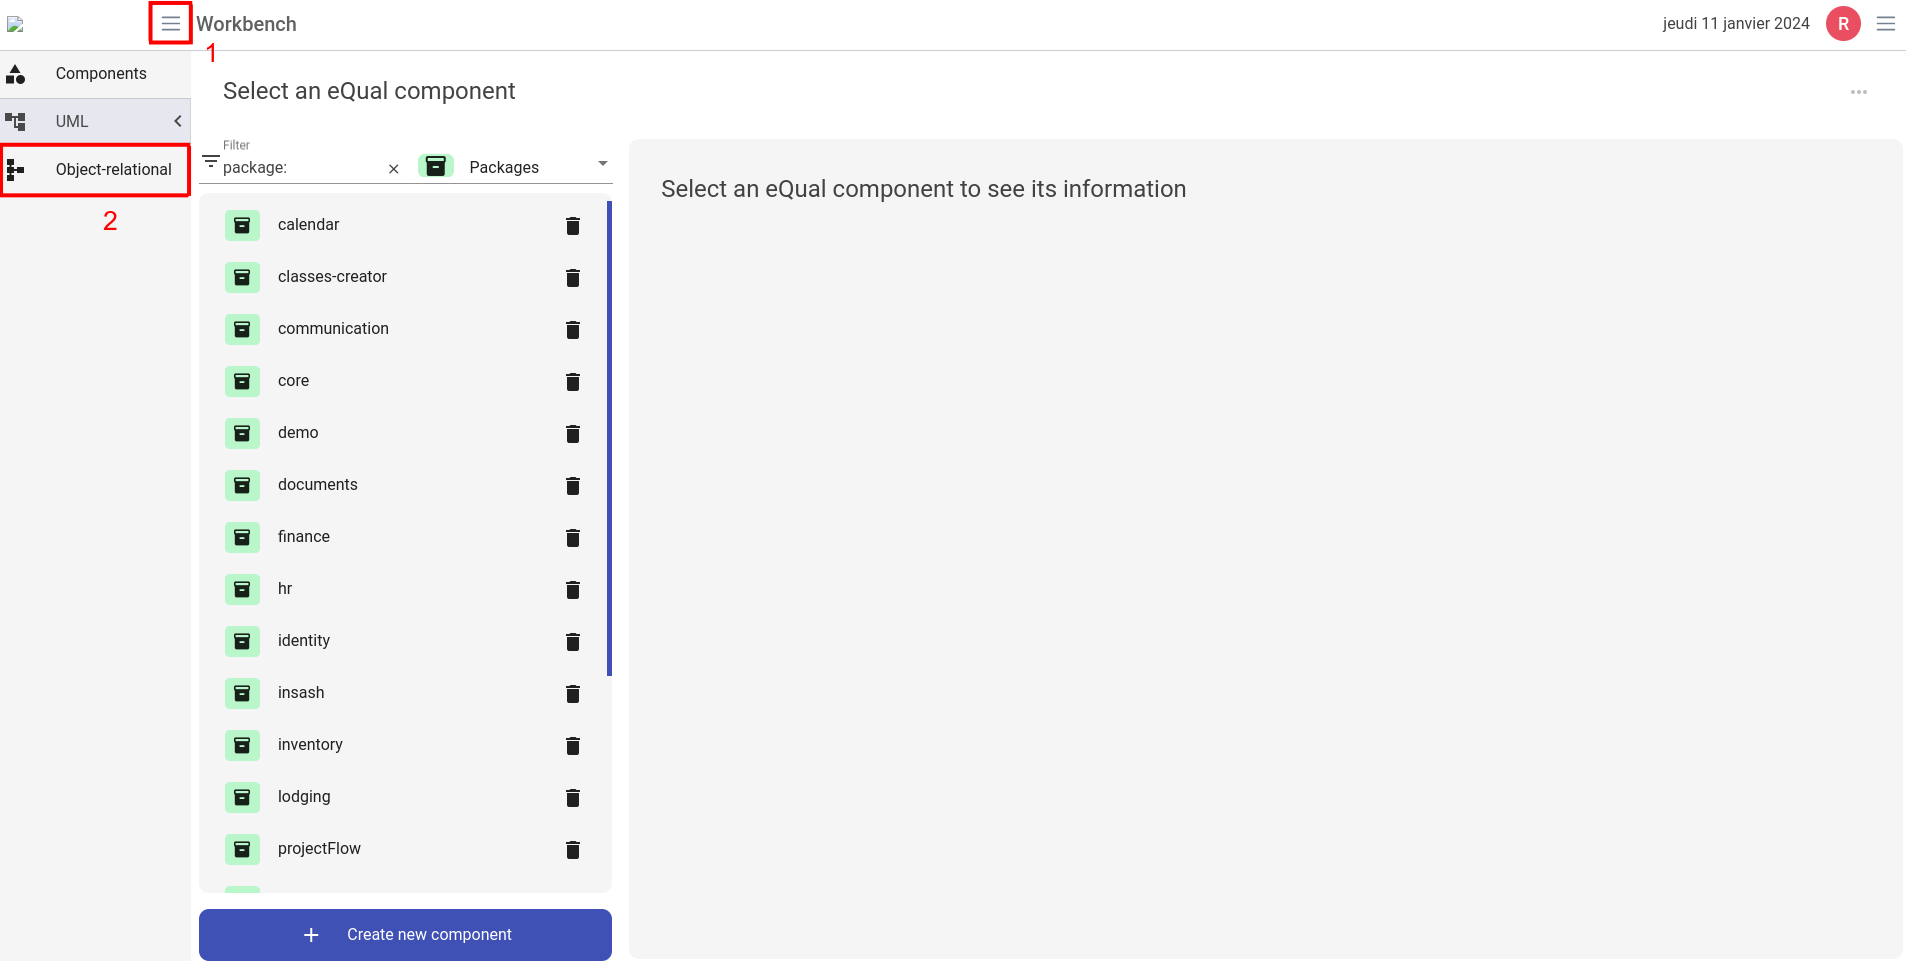 Workbench
jeudi 11 janvier 2024
R
1
Components
UML
Object-relational
2
Select an eQual component
Filter
package:
Packages
calendar
classes-creator
communication
core
demo
documents
finance
hr
identity
insash
inventory
lodging
projectFlow
Create new component
Select an eQual component to see its information